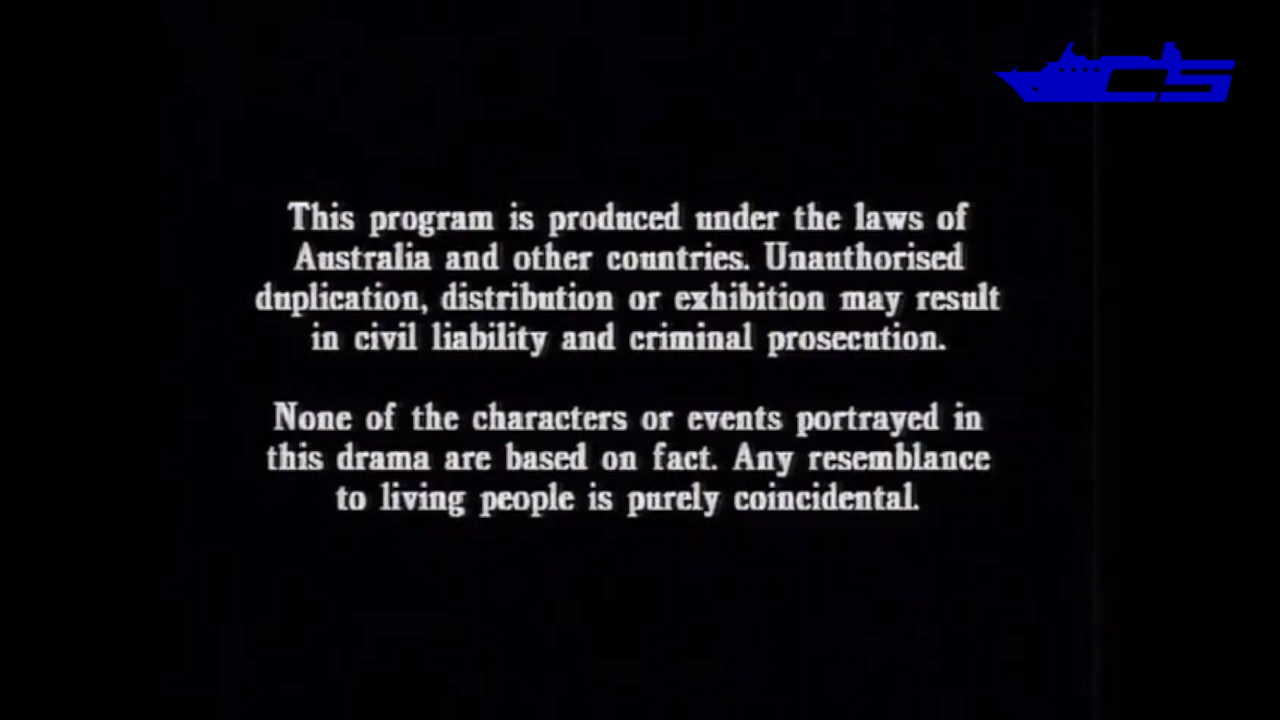 CS
This program is produced under the laws of
Australia and other countries. Unauthorised
duplication, distribution or exhibition may result
in civil liability and criminal prosecution.
None of the characters or events portrayed in
this drama are based on fact. Any resemblance
to living people is purely coincidental.